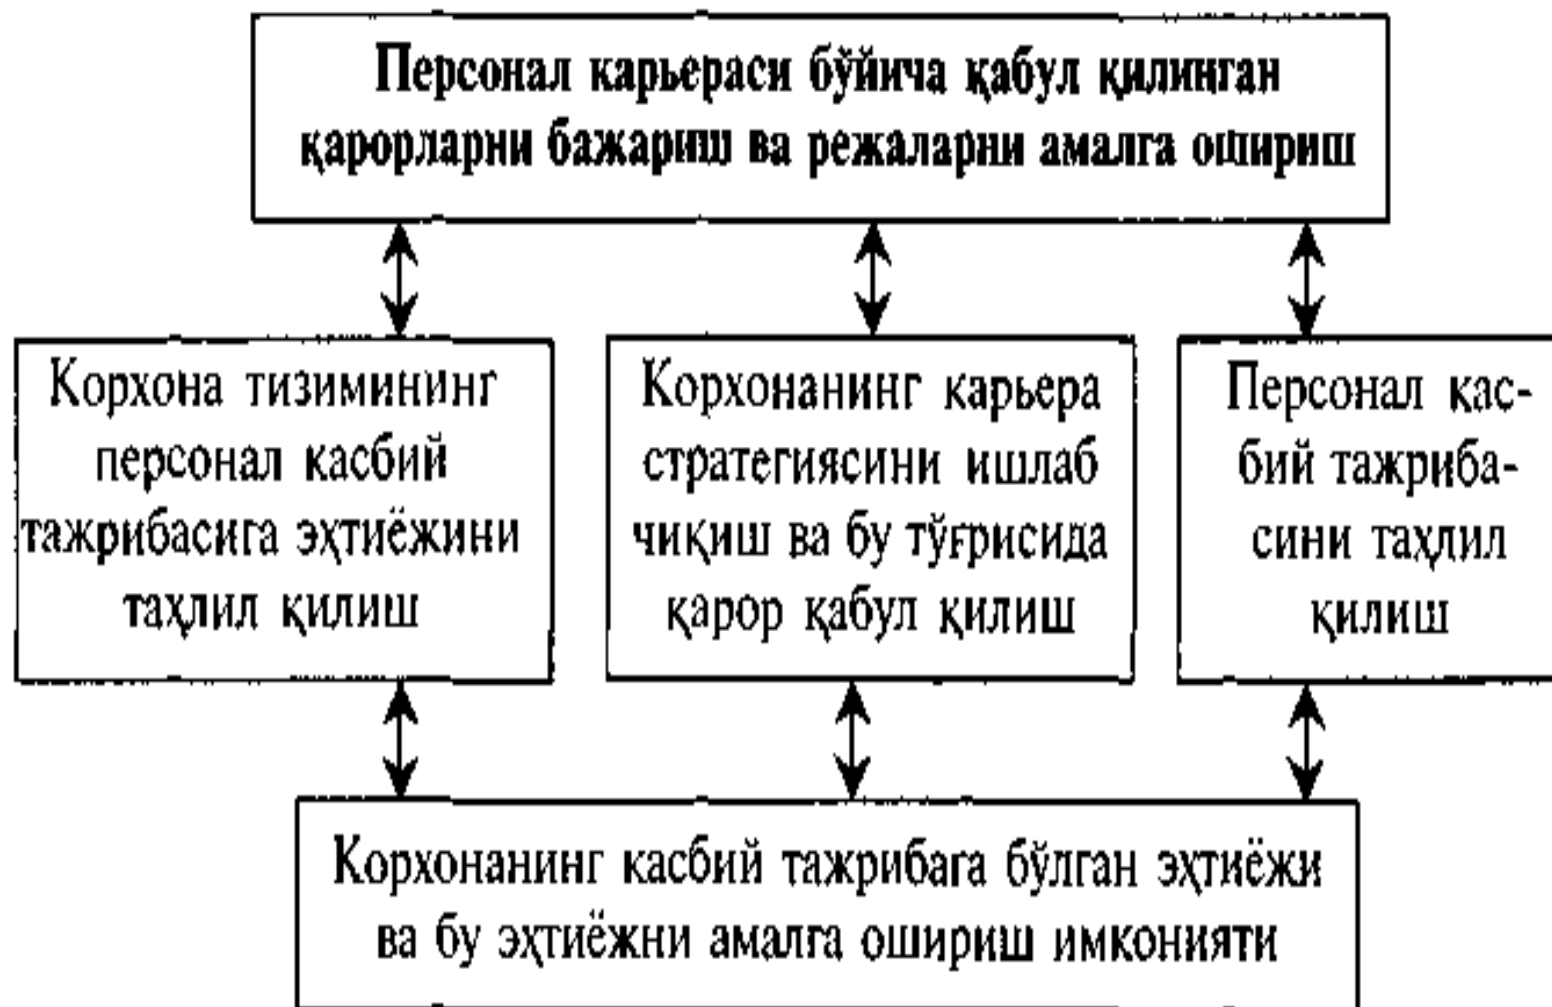 Персонал карьераси бўйича қабул қилинган
қарорларни бажариш ва режаларни амалга ошириш
Корхона тизимининг
персонал касбий
тажрибасига эҳтиёжини
таҳлил қилиш
Корхонанинг карьера
стратегиясини ишлаб
чиқиш ва бу тўғрисида
қарор қабул қилиш
Персонал қас-
бий тажриба-
сини таҳлил
қилиш
Корхонанинг касбий тажрибага бўлган эҳтиёжи
ва бу эҳтиёжни амалга ошириш имконияти